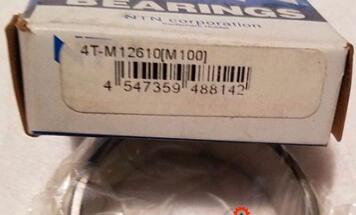 BEARINGS
NTN corporation
4T-M12610[M100]
4 547359 488142